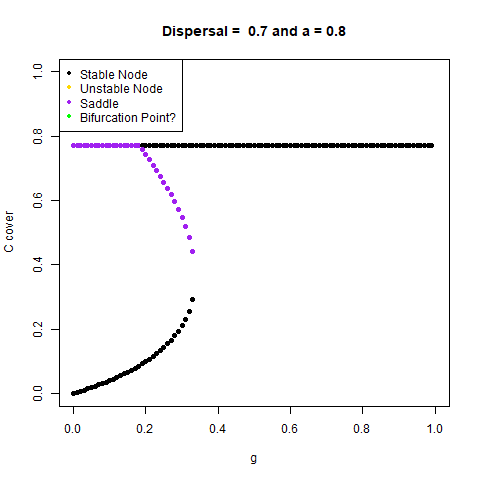 Dispersal =  0.7 and a = 0.8
Stable Node
Unstable Node
Saddle
Bifurcation Point?
C cover
1.0
0.8
0.6
0.4
0.2
0.0
0.0 0.2 0.4 0.6 0.8 1.0
g